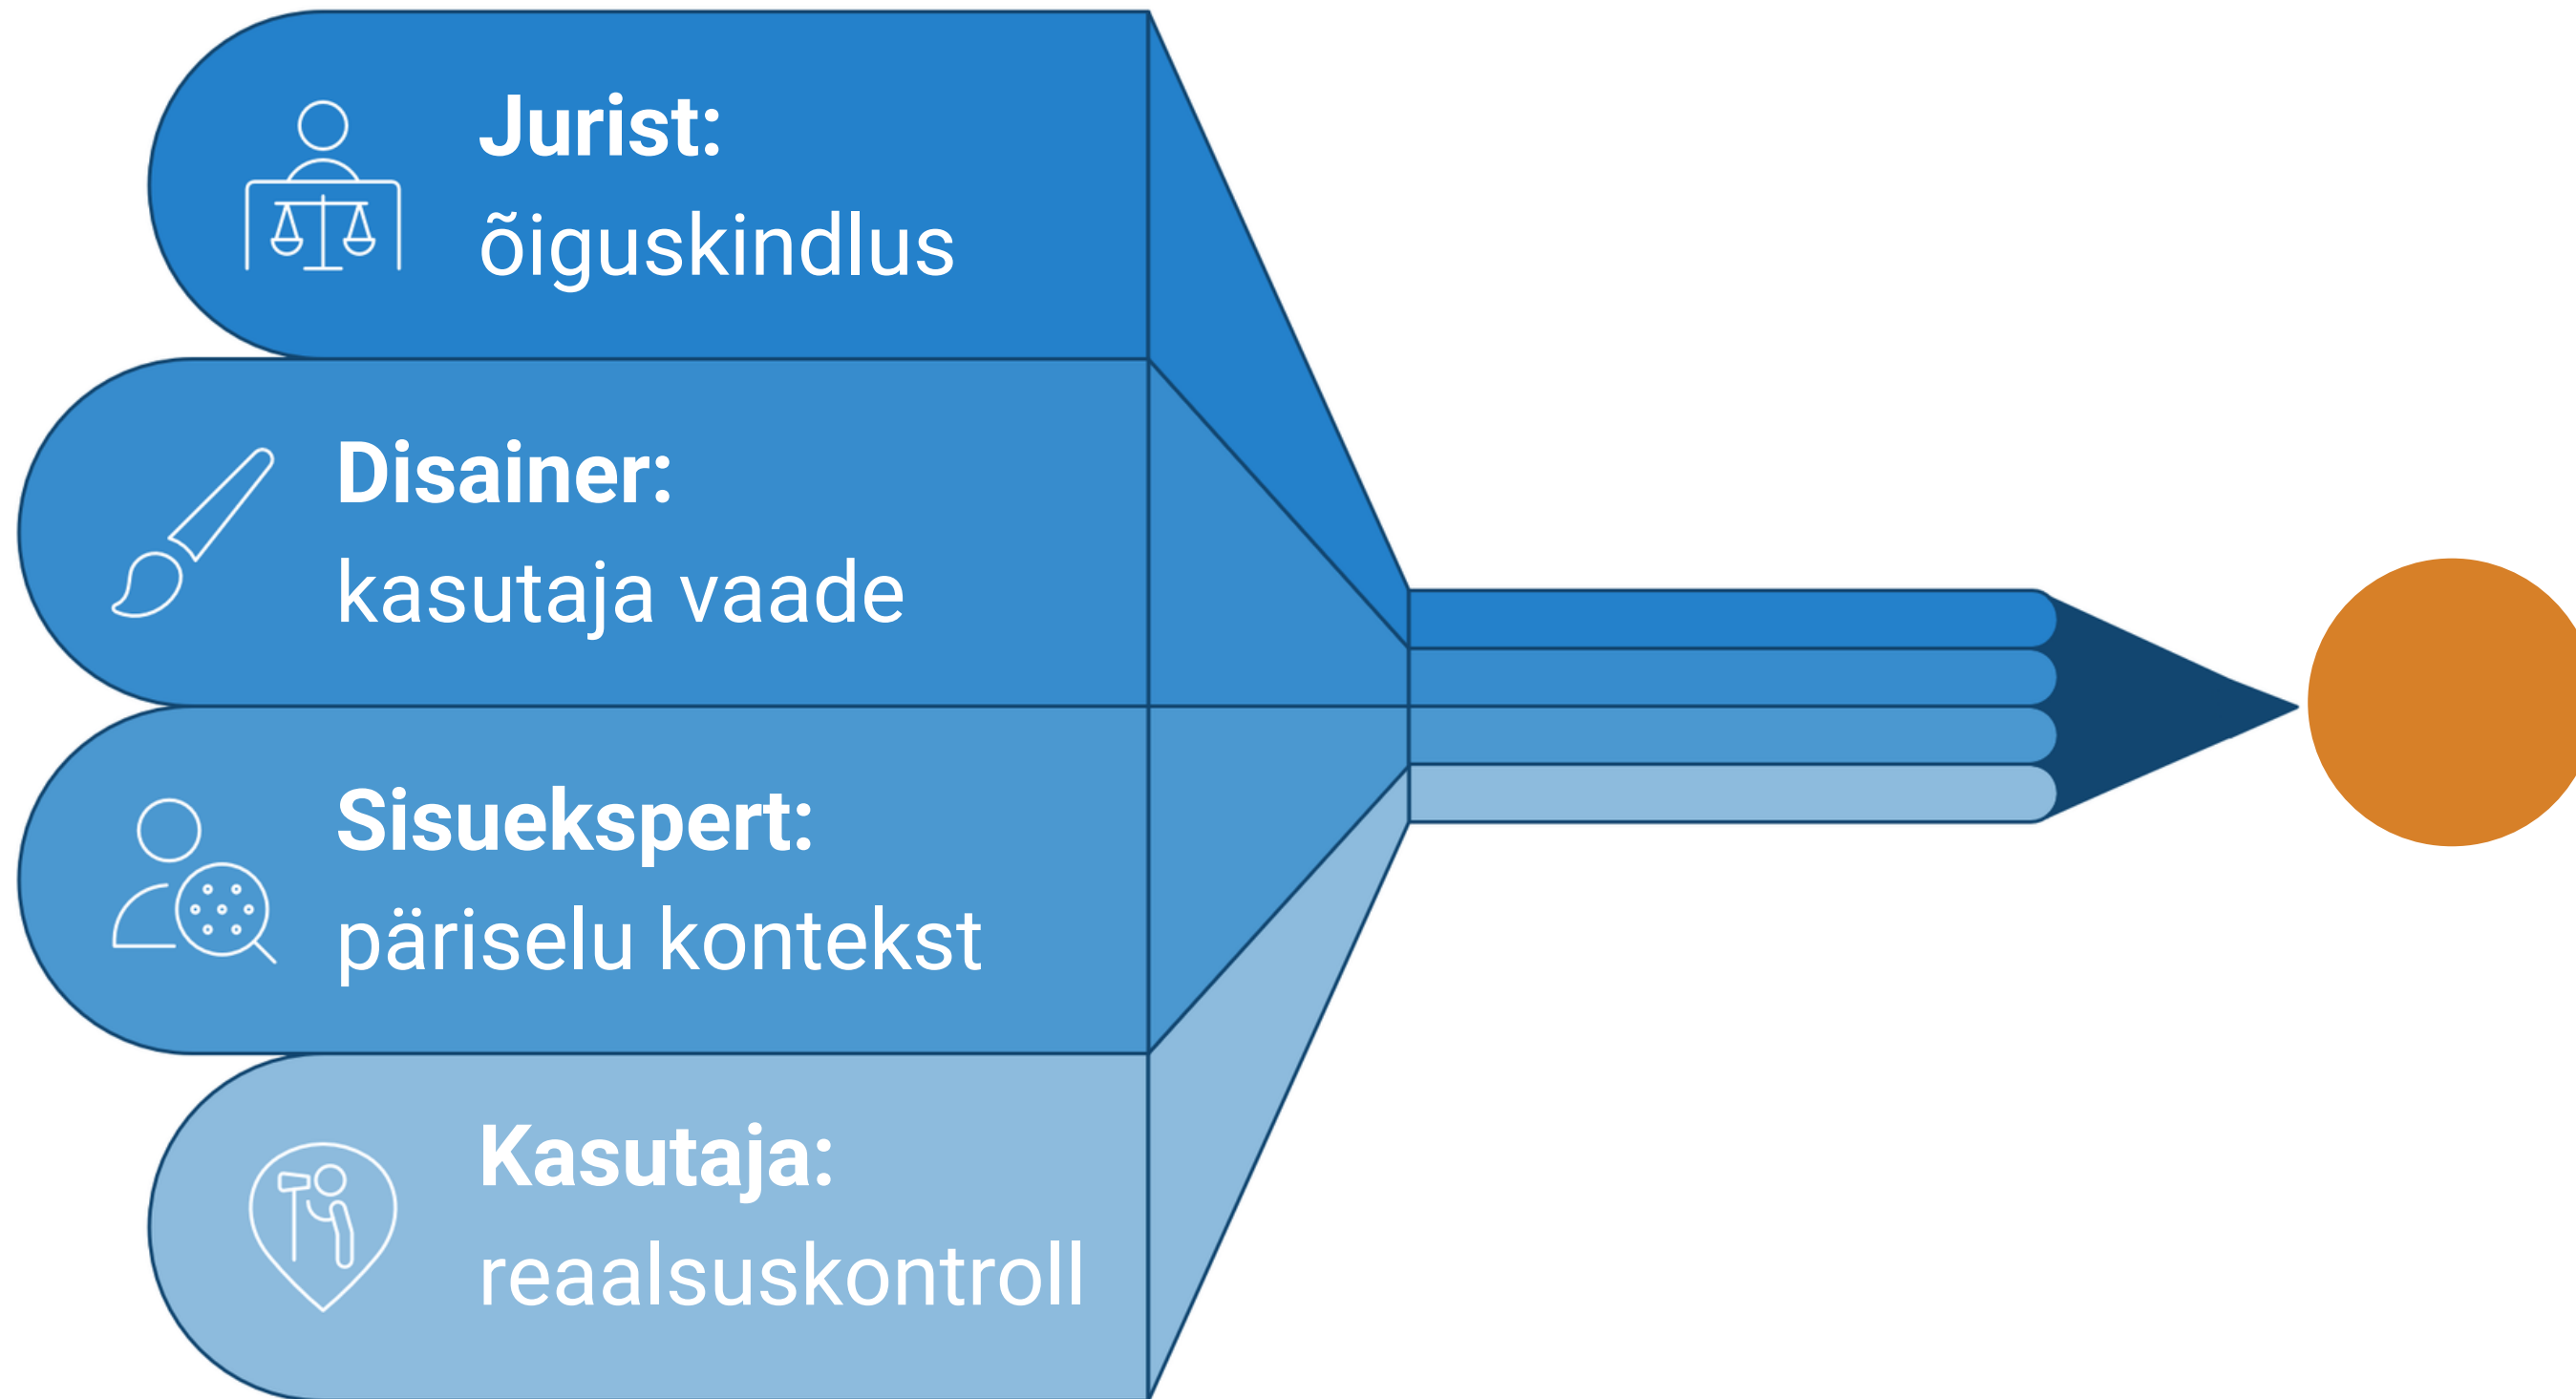 Jurist:
õiguskindlus
Disainer:
kasutaja vaade
Sisuekspert:
päriselu kontekst
Kasutaja:
reaalsuskontroll